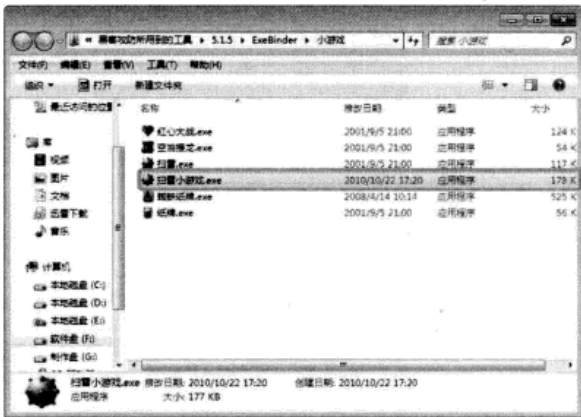 « 黑客攻防所用到的工具 ▸ 5.1.5 ▸ ExeBinder ▸ 小游戏
搜索 小游戏
文件(F) 编辑(E) 查看(V) 工具(T) 帮助(H)
组织 打开 新建文件夹
最近访问的位置
名称 修改日期 类型 大小
红心大战.exe 2001/9/5 21:00 应用程序 124 K
空当接龙.exe 2001/9/5 21:00 应用程序 54 K
扫雷.exe 2001/9/5 21:00 应用程序 117 K
扫雷小游戏.exe 2010/10/22 17:20 应用程序 178 K
蜘蛛纸牌.exe 2008/4/14 10:14 应用程序 525 K
纸牌.exe 2001/9/5 21:00 应用程序 56 K
库
视频
图片
文档
迅雷下载
音乐
计算机
本地磁盘 (C:)
本地磁盘 (D:)
本地磁盘 (E:)
软件盘 (F:)
制作盘 (G:)
扫雷小游戏.exe 修改日期: 2010/10/22 17:20 创建日期: 2010/10/22 17:20
应用程序 大小: 177 KB